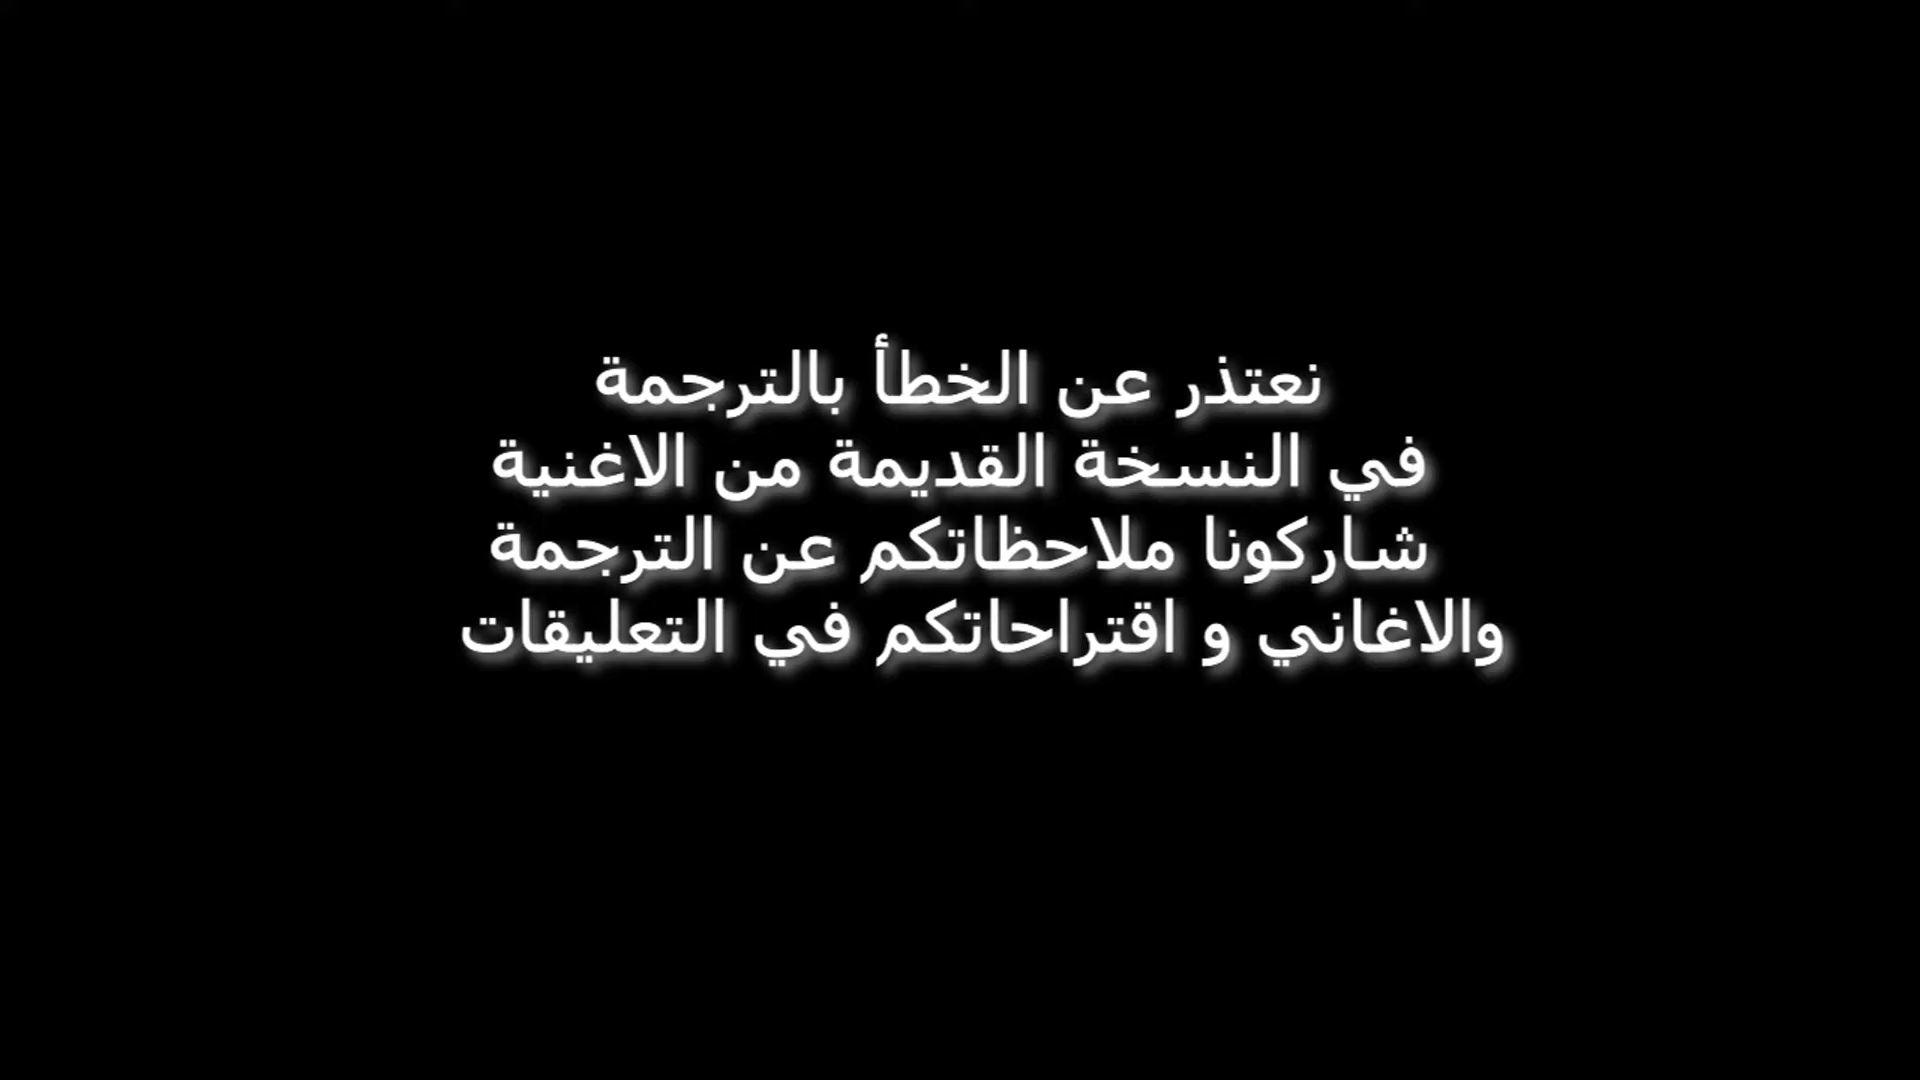 نعتذر عن الخطأ بالترجمة
في النسخة القديمة من الاغنية
شاركونا ملاحظاتكم عن الترجمة
والاغاني و اقتراحاتكم في التعليقات